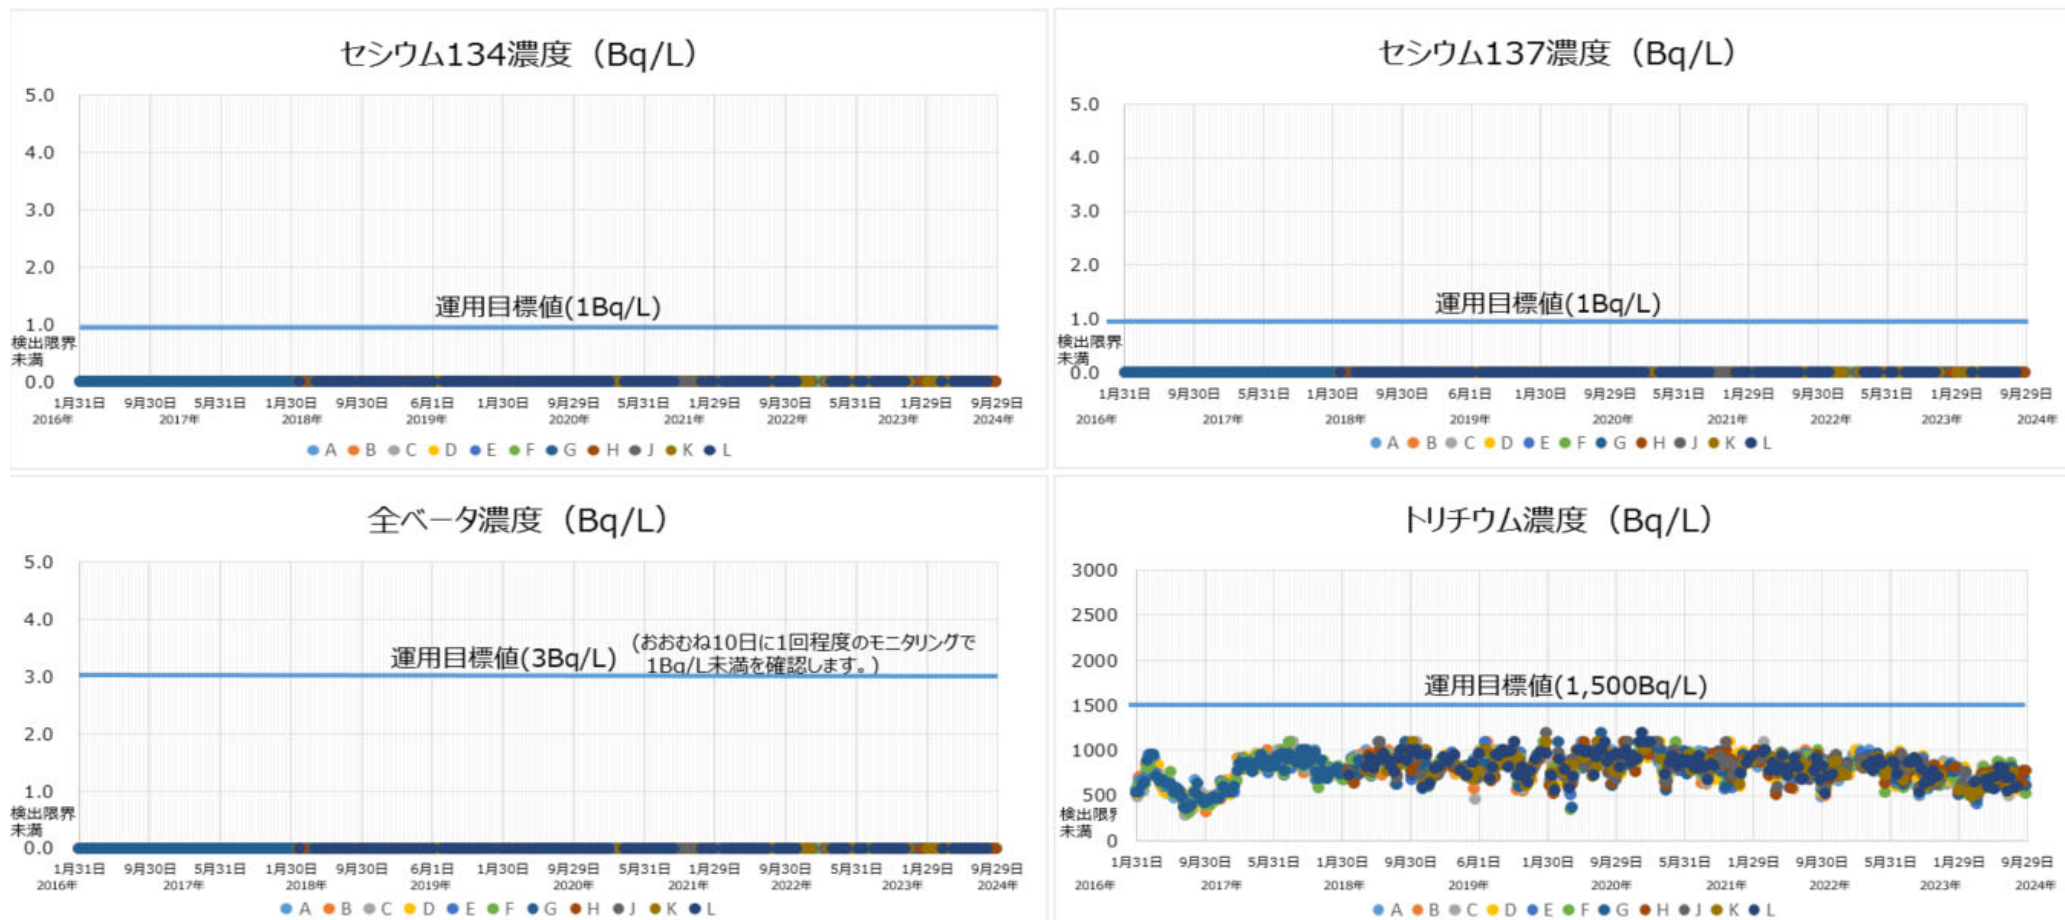 セシウム134濃度（Bq/L）
5.0
4.0
3.0
2.0
運用目標値(1Bq/L)
1.0
検出限界
未満
0.0
1月31日 9月30日 5月31日 1月30日 9月30日 6月1日 1月30日 9月29日 5月31日 1月29日 9月30日 5月31日 1月29日 9月29日
2016年 2017年 2018年 2019年 2020年 2021年 2022年 2023年 2024年
A B C D E F G H J K L
セシウム137濃度（Bq/L）
5.0
4.0
3.0
2.0
運用目標値(1Bq/L)
1.0
検出限界
未満
0.0
1月31日 9月30日 5月31日 1月30日 9月30日 6月1日 1月30日 9月29日 5月31日 1月29日 9月30日 5月31日 1月29日 9月29日
2016年 2017年 2018年 2019年 2020年 2021年 2022年 2023年 2024年
A B C D E F G H J K L
全ベータ濃度（Bq/L）
5.0
4.0
運用目標値(3Bq/L) (おおむね10日に1回程度のモニタリングで
1Bq/L未満を確認します。)
3.0
2.0
1.0
検出限界
未満
0.0
1月31日 9月30日 5月31日 1月30日 9月30日 6月1日 1月30日 9月29日 5月31日 1月29日 9月30日 5月31日 1月29日 9月29日
2016年 2017年 2018年 2019年 2020年 2021年 2022年 2023年 2024年
A B C D E F G H J K L
トリチウム濃度（Bq/L）
3000
2500
2000
運用目標値(1,500Bq/L)
1500
1000
500
検出限界
未満
0
1月31日 9月30日 5月31日 1月30日 9月30日 6月1日 1月30日 9月29日 5月31日 1月29日 9月30日 5月31日 1月29日 9月29日
2016年 2017年 2018年 2019年 2020年 2021年 2022年 2023年 2024年
A B C D E F G H J K L